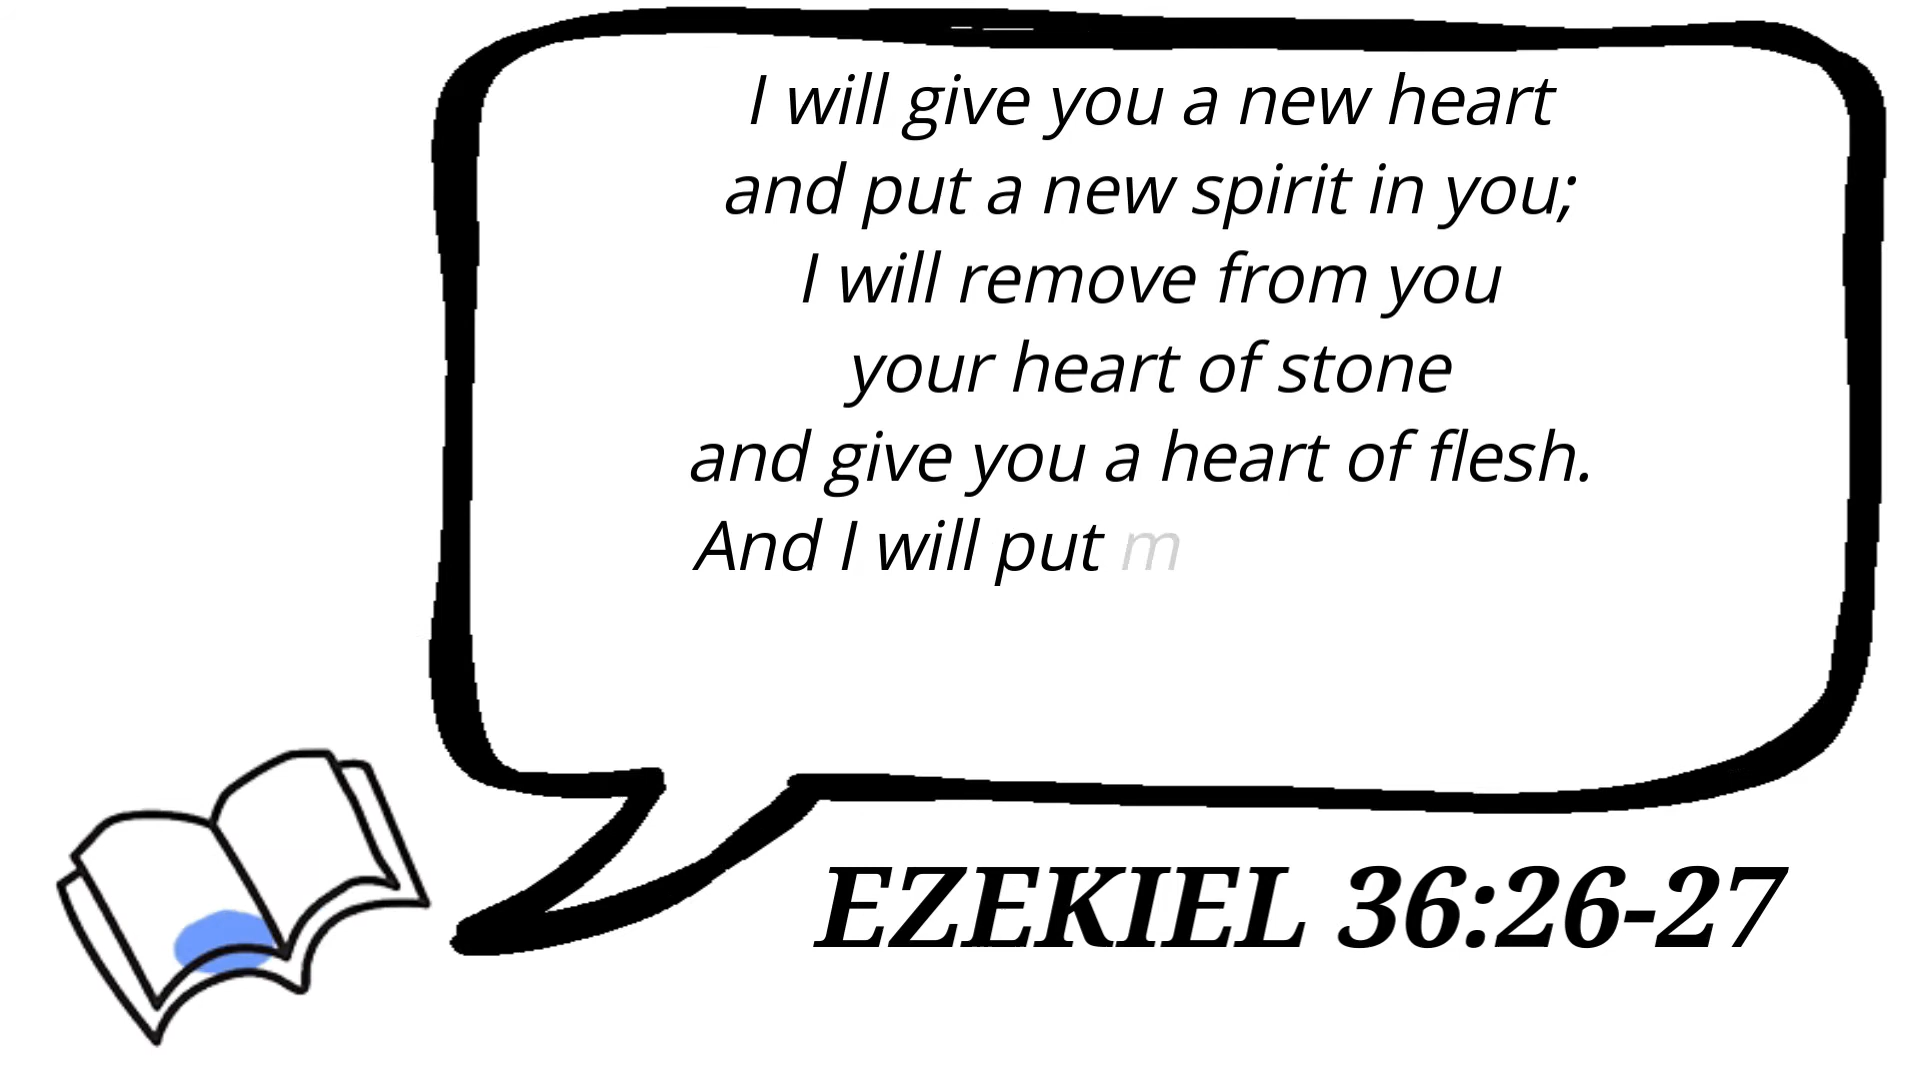 I will give you a new heart
and put a new spirit in you;
I will remove from you
your heart of stone
and give you a heart of flesh.
And I will put m
EZEKIEL 36:26-27